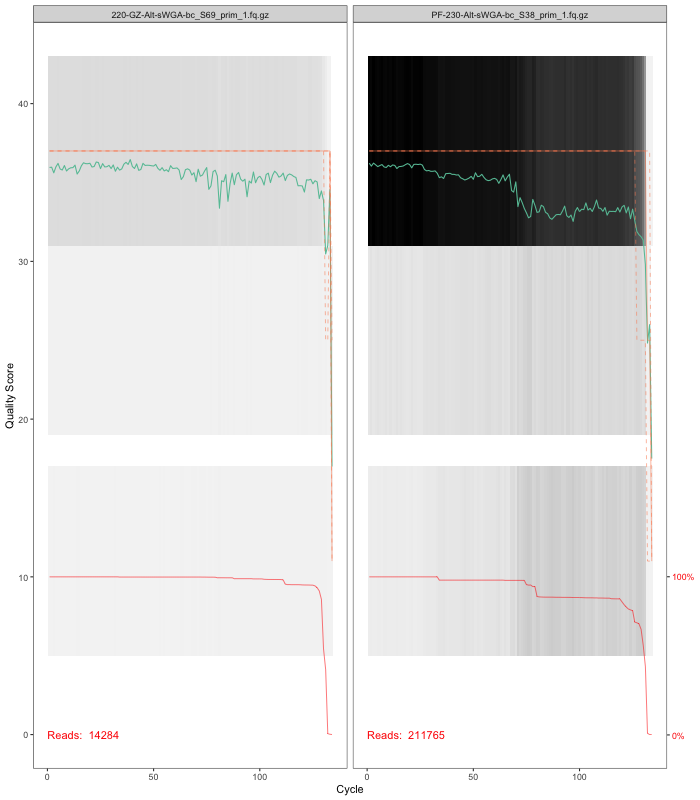 220-GZ-Alt-sWGA-bc_S69_prim_1.fq.gz
PF-230-Alt-sWGA-bc_S38_prim_1.fq.gz
Quality Score
40
30
20
10
0
100%
0%
Reads: 14284
Reads: 211765
0
50
100
0
50
100
Cycle